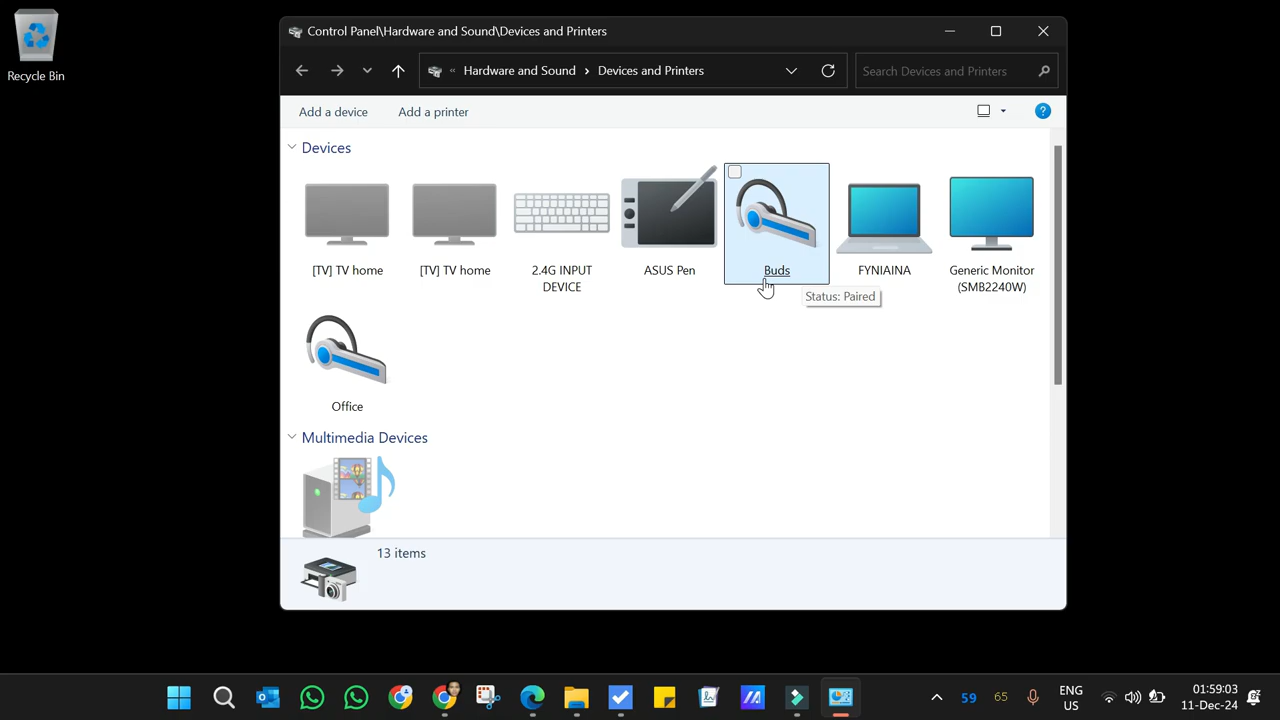 Recycle Bin
Control Panel\Hardware and Sound\Devices and Printers
« Hardware and Sound > Devices and Printers
Search Devices and Printers
Add a device
Add a printer
?
Devices
[TV] TV home
[TV] TV home
2.4G INPUT
DEVICE
ASUS Pen
Buds
FYNIAINA
Generic Monitor
(SMB2240W)
Status: Paired
Office
Multimedia Devices
13 items
59
65
ENG
US
01:59:03
11-Dec-24